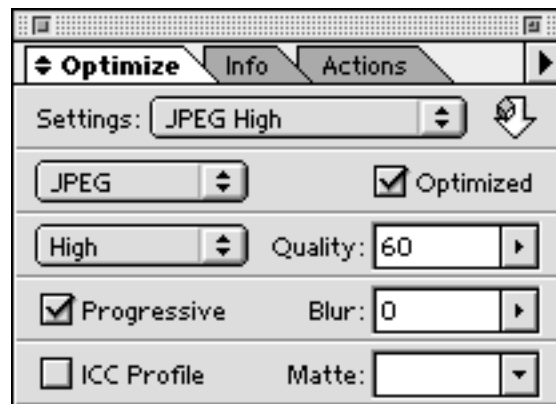 Optimize Info Actions
Settings: JPEG High
JPEG Optimized
High Quality: 60
Progressive Blur: 0
ICC Profile Matte: